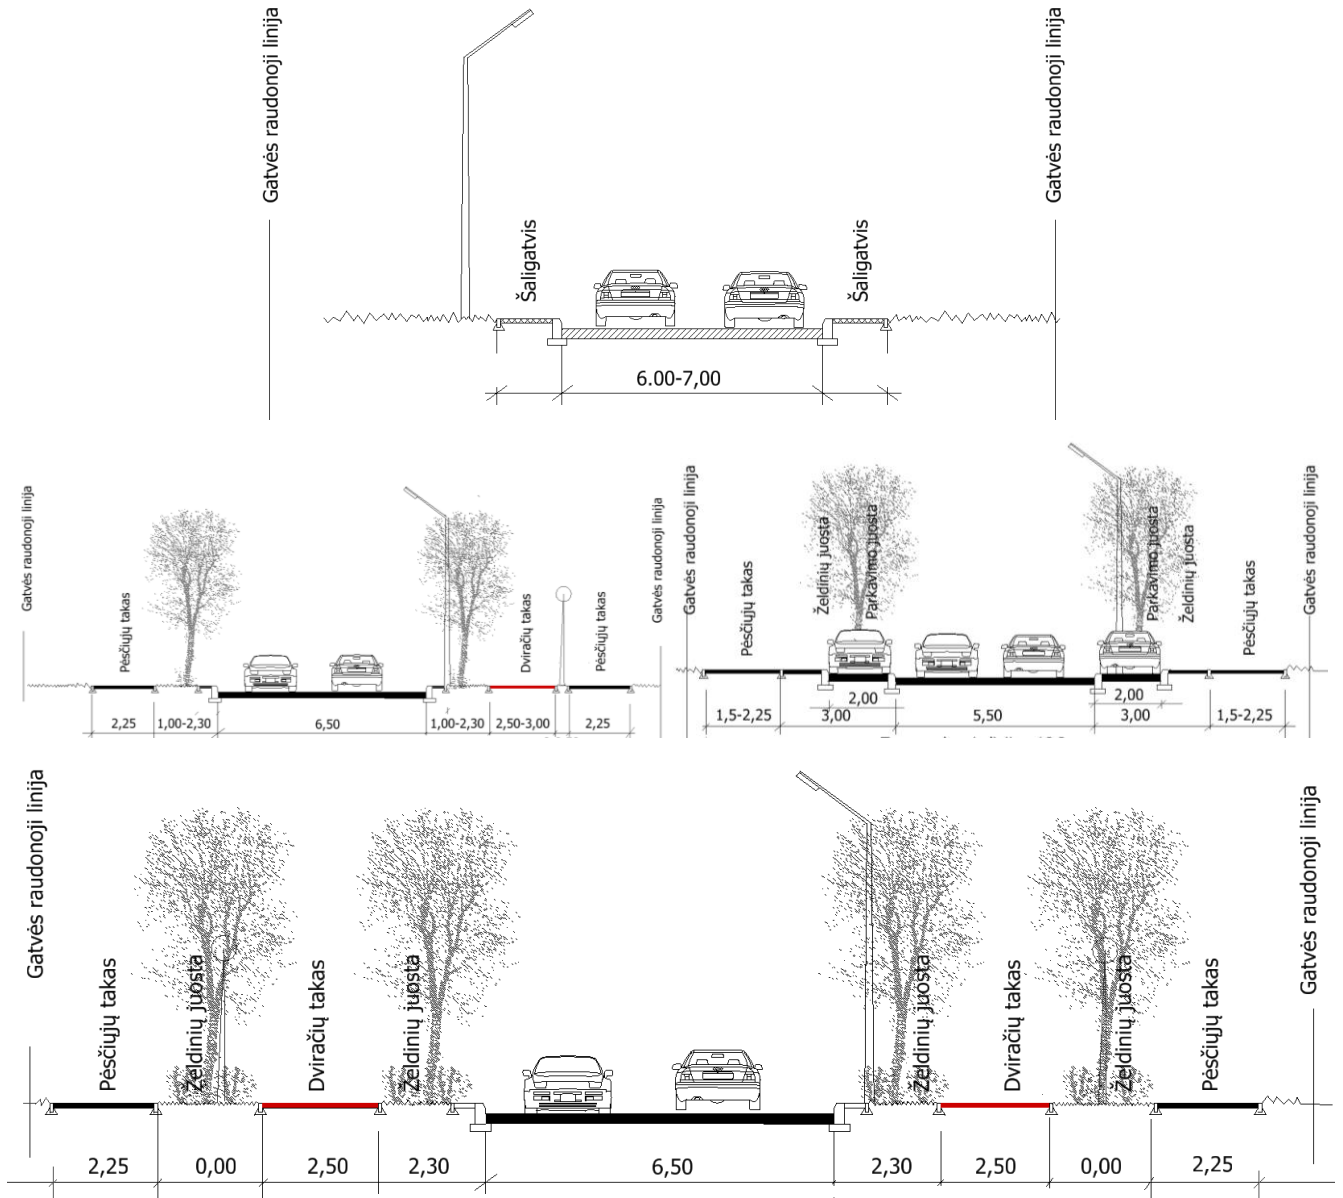 Gatvės raudonoji linija
Gatvės raudonoji linija
Šaligatvis
Šaligatvis
6.00-7,00
Gatvės raudonoji linija
Pėsčiųjų takas
Dviračių takas
Pėsčiųjų takas
Gatvės raudonoji linija
2,25
1,00-2,30
6,50
1,00-2,30
2,50-3,00
2,25
Gatvės raudonoji linija
Pėsčiųjų takas
Želdinių juosta
Parkavimo juosta
Parkavimo juosta
Želdinių juosta
Pėsčiųjų takas
Gatvės raudonoji linija
2,00
2,00
1,5-2,25
3,00
5,50
3,00
1,5-2,25
Gatvės raudonoji linija
Pėsčiųjų takas
Želdinių juosta
Dviračių takas
Želdinių juosta
Želdinių juosta
Dviračių takas
Želdinių juosta
Pėsčiųjų takas
Gatvės raudonoji linija
2,25
0,00
2,50
2,30
6,50
2,30
2,50
0,00
2,25